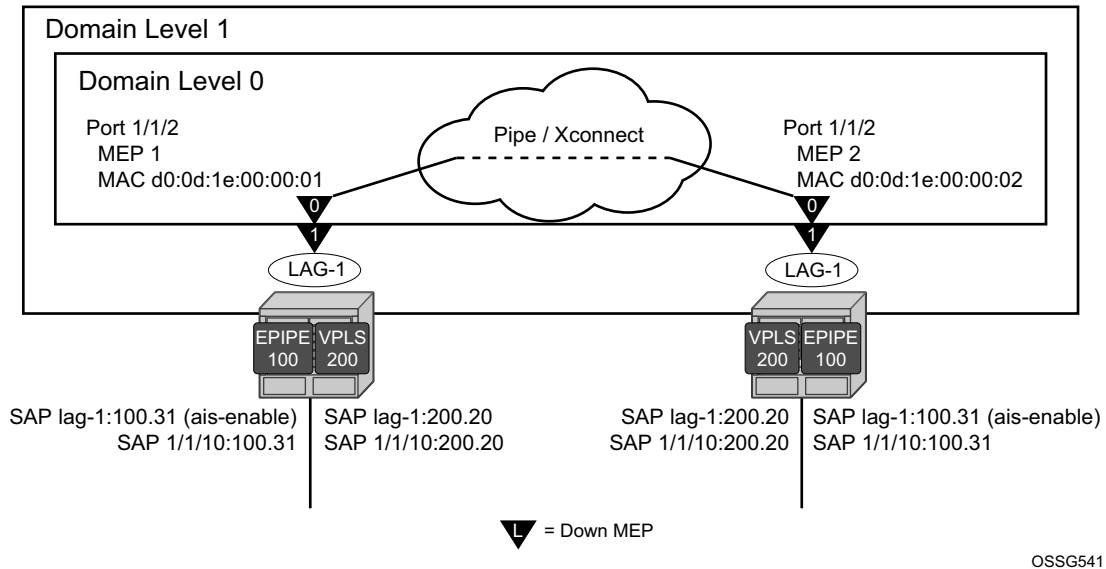 Domain Level 1
Domain Level 0
Port 1/1/2
MEP 1
MAC d0:0d:1e:00:00:01
Pipe / Xconnect
Port 1/1/2
MEP 2
MAC d0:0d:1e:00:00:02
0
1
0
1
LAG-1
LAG-1
EPIPE
100
VPLS
200
VPLS
200
EPIPE
100
SAP lag-1:100.31 (ais-enable)
SAP 1/1/10:100.31
SAP lag-1:200.20
SAP 1/1/10:200.20
SAP lag-1:200.20
SAP 1/1/10:200.20
SAP lag-1:100.31 (ais-enable)
SAP 1/1/10:100.31
L = Down MEP
OSSG541